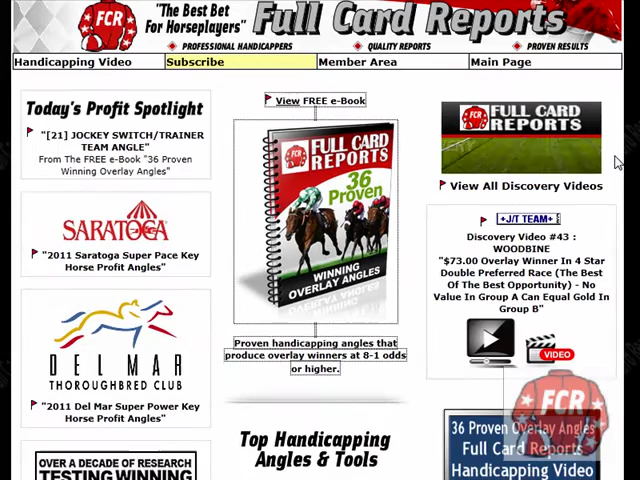 FCR
"The Best Bet
For Horseplayers"
Full Card Reports
PROFESSIONAL HANDICAPPERS
QUALITY REPORTS
PROVEN RESULTS
Handicapping Video
Subscribe
Member Area
Main Page
Today's Profit Spotlight
"[21] JOCKEY SWITCH/TRAINER
TEAM ANGLE"
From The FREE e-Book "36 Proven
Winning Overlay Angles"
SARATOGA
"2011 Saratoga Super Pace Key
Horse Profit Angles"
DEL MAR
THOROUGHBRED CLUB
"2011 Del Mar Super Power Key
Horse Profit Angles"
OVER A DECADE OF RESEARCH
TESTING WINNING
View FREE e-Book
FCR
FULL CARD
REPORTS
36
Proven
WINNING
OVERLAY ANGLES
Proven handicapping angles that
produce overlay winners at 8-1 odds
or higher.
Top Handicapping
Angles & Tools
FCR
FULL CARD
REPORTS
View All Discovery Videos
+J/T TEAM+
Discovery Video #43 :
WOODBINE
"$73.00 Overlay Winner In 4 Star
Double Preferred Race (The Best
Of The Best Opportunity) - No
Value In Group A Can Equal Gold In
Group B"
VIDEO
36 Proven Overlay Angles
Full Card Reports
Handicapping Video
FCR